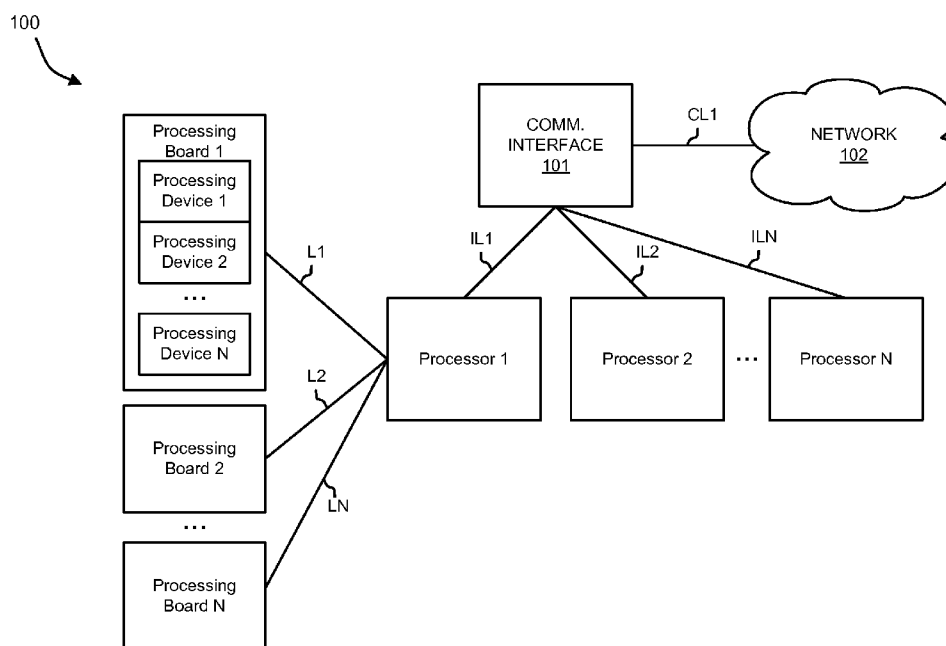 100
Processing
Board 1
Processing
Device 1
Processing
Device 2
...
Processing
Device N
Processing
Board 2
...
Processing
Board N
L1
L2
LN
COMM.
INTERFACE
101
CL1
NETWORK
102
IL1
IL2
ILN
Processor 1
Processor 2
...
Processor N